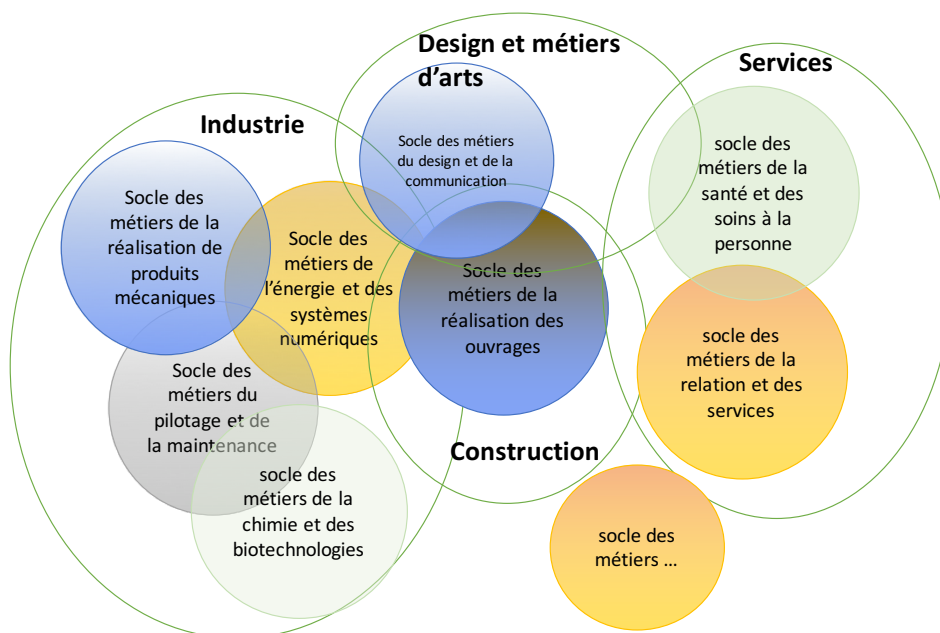 Design et métiers
d’arts
Services
Industrie
Socle des métiers
du design et de la
communication
socle des
métiers de la
santé et des
soins à la
personne
Socle des
métiers de la
réalisation de
produits
mécaniques
Socle des
métiers de
l’énergie et des
systèmes
numériques
Socle des
métiers de la
réalisation des
ouvrages
socle des
métiers de la
relation et des
services
Socle des
métiers du
pilotage et de
la maintenance
Construction
socle des
métiers de la
chimie et des
biotechnologies
socle des
métiers …